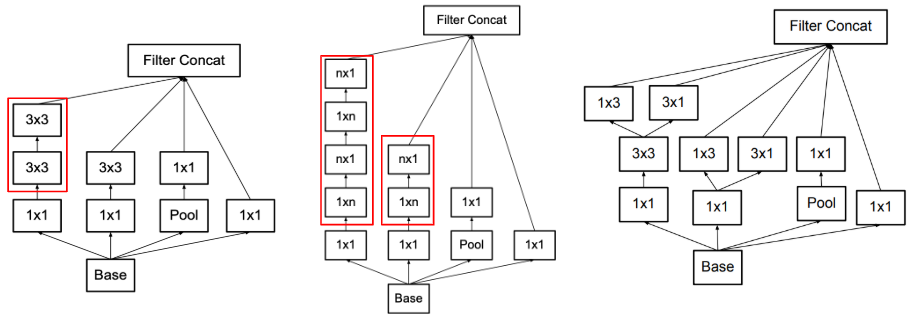 Filter Concat
3x3
3x3
3x3
1x1
1x1
1x1
Pool
1x1
Base
Filter Concat
nx1
1xn
nx1
nx1
1xn
1xn
1x1
1x1
1x1
Pool
1x1
Base
Filter Concat
1x3
3x1
3x3
1x3
3x1
1x1
1x1
1x1
Pool
1x1
Base